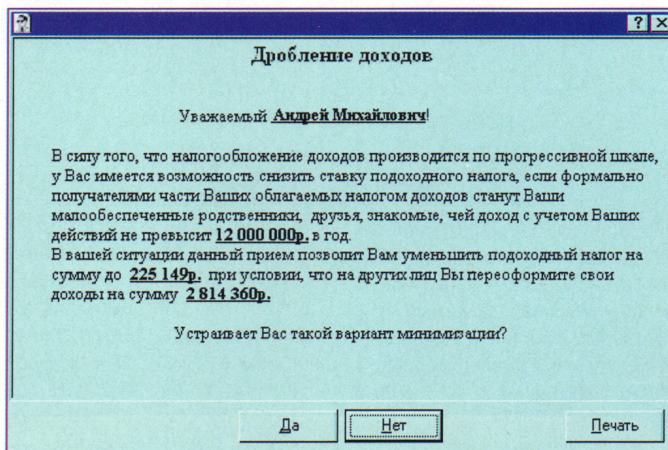 Дробление доходов
Уважаемый Андрей Михайлович!
В силу того, что налогообложение доходов производится по прогрессивной шкале,
у Вас имеется возможность снизить ставку подоходного налога, если формально
получателями части Ваших облагаемых налогом доходов станут Ваши
малообеспеченные родственники, друзья, знакомые, чей доход с учетом Ваших
действий не превысит 12 000 000р. в год.
В вашей ситуации данный прием позволит Вам уменьшить подоходный налог на
сумму до 225 149р. при условии, что на других лиц Вы переоформите свои
доходы на сумму 2 814 360р.
Устраивает Вас такой вариант минимизации?
Да Нет Печать